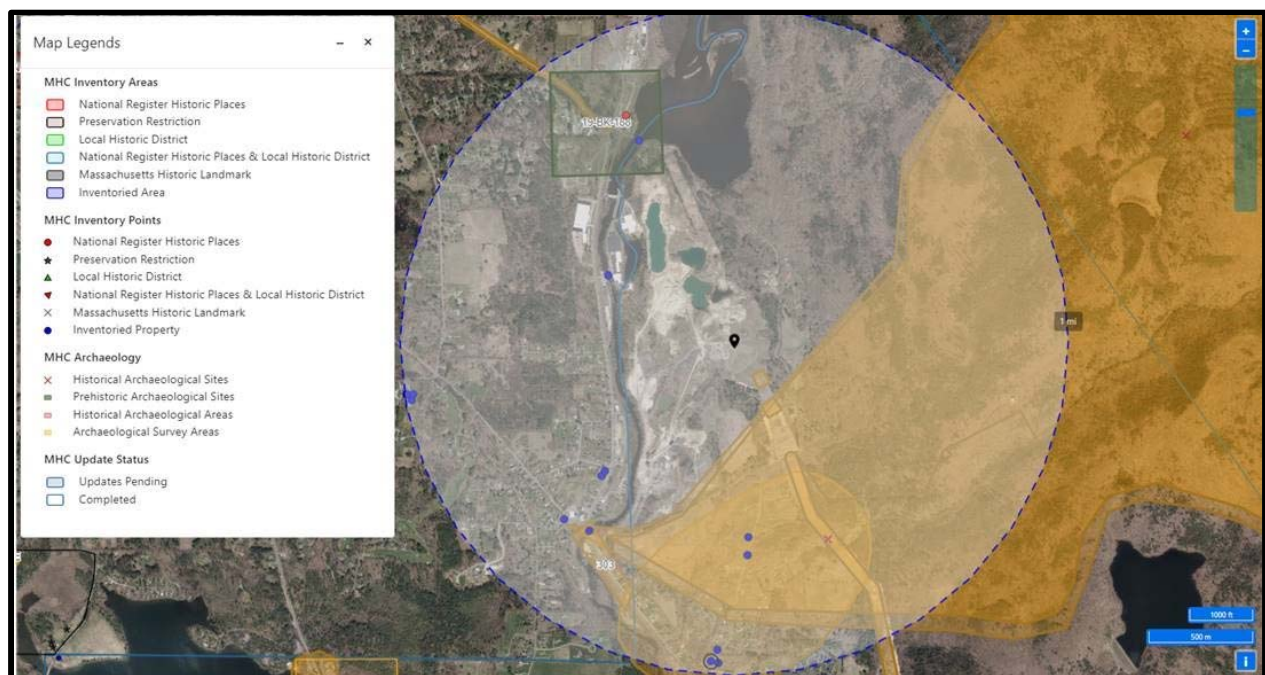 Map Legends
MHC Inventory Areas
National Register Historic Places
Preservation Restriction
Local Historic District
National Register Historic Places & Local Historic District
Massachusetts Historic Landmark
Inventoried Area
MHC Inventory Points
National Register Historic Places
Preservation Restriction
Local Historic District
National Register Historic Places & Local Historic District
Massachusetts Historic Landmark
Inventoried Property
MHC Archaeology
Historical Archaeological Sites
Prehistoric Archaeological Sites
Historical Archaeological Areas
Archaeological Survey Areas
MHC Update Status
Updates Pending
Completed
19-BK-188
1 mi
303
1000 ft
500 m